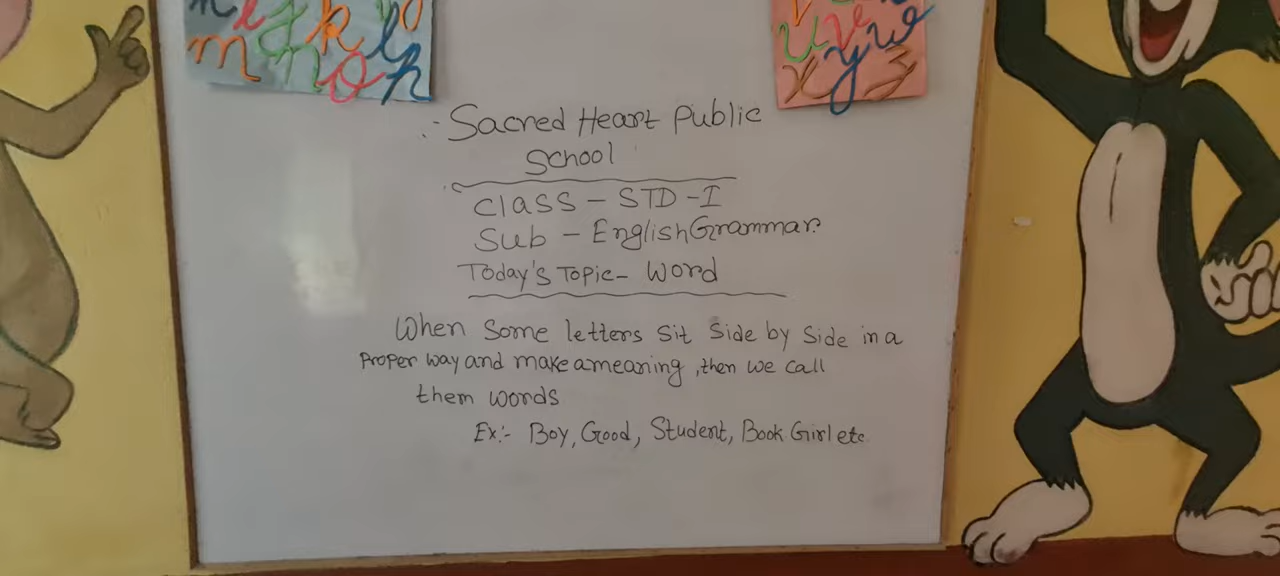 k l
m n o p
u v w
x y z
Sacred Heart Public
School
Class - STD - I
Sub - English Grammar
Today's Topic - Word
When some letters sit side by side in a
proper way and make a meaning, then we call
them words
Ex:- Boy, Good, Student, Book Girl etc